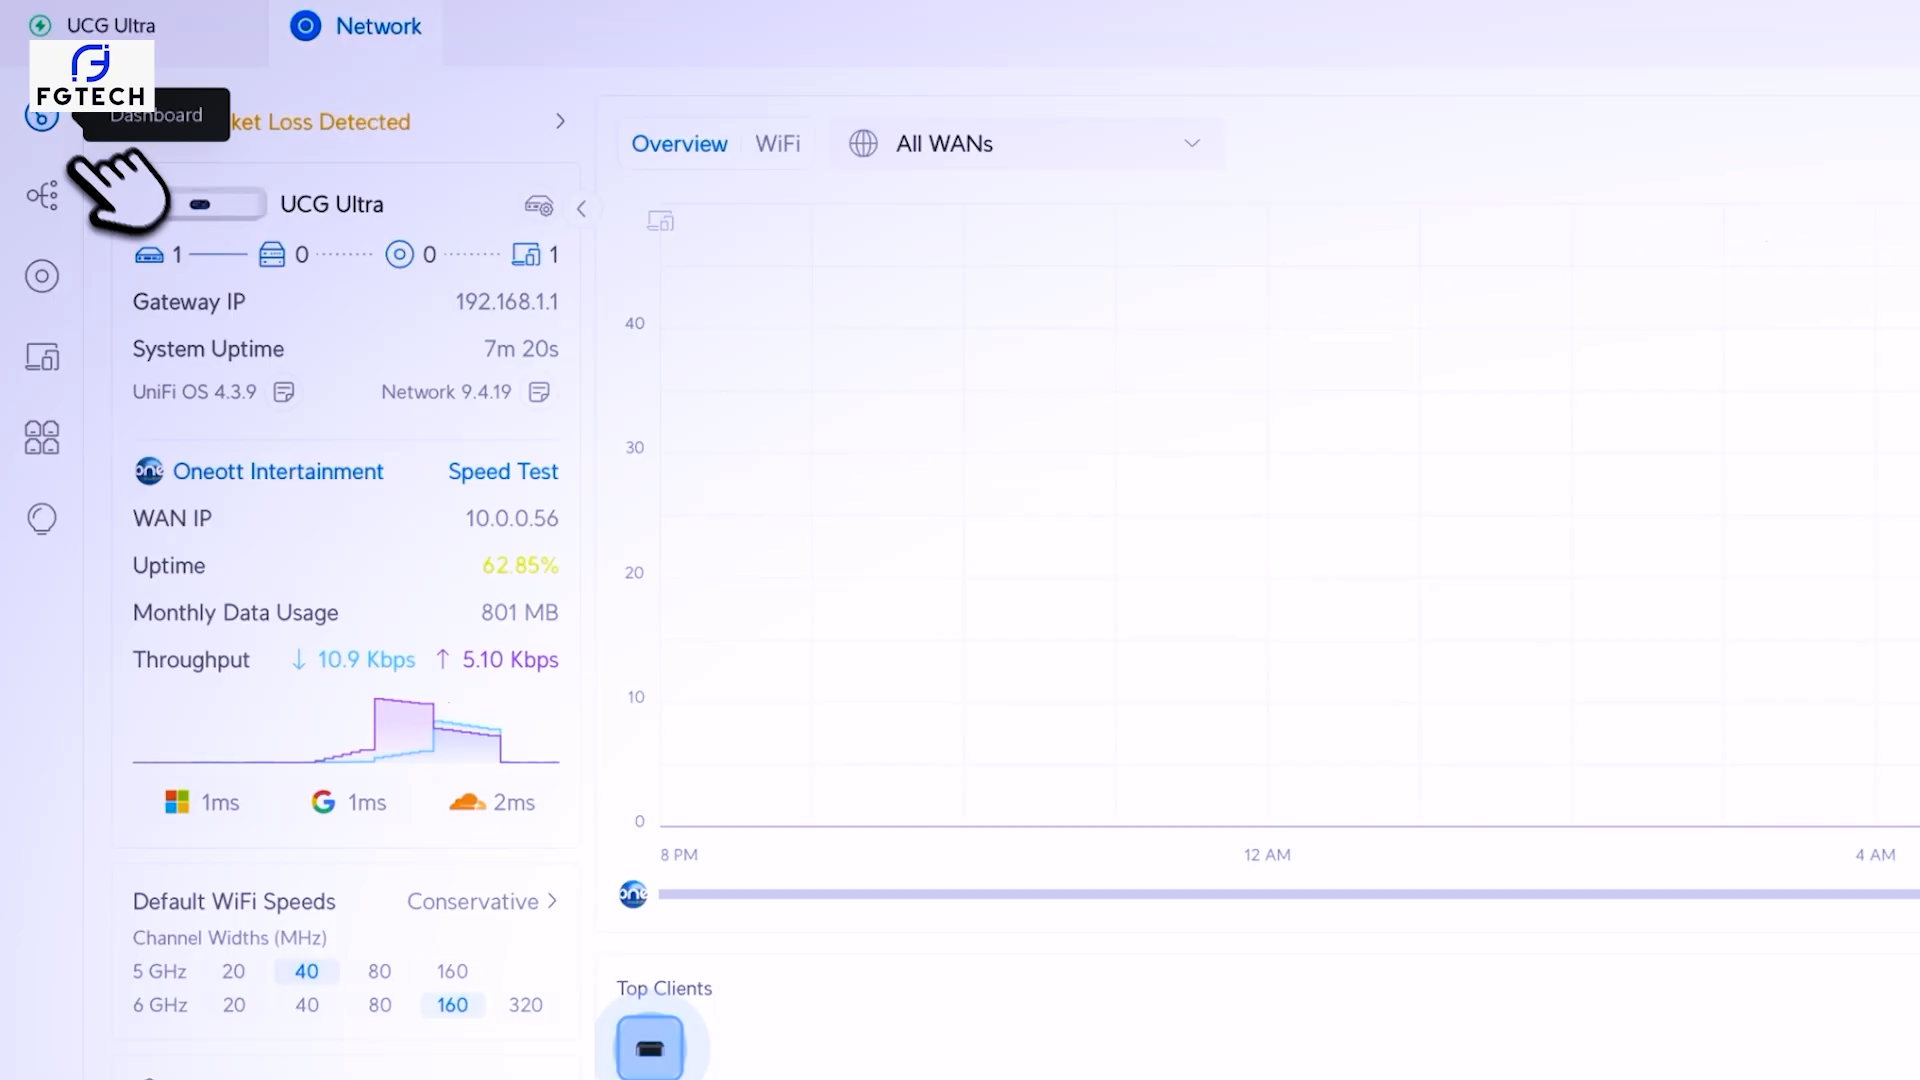 UCG Ultra
Network
FGTECH
Dashboard
ket Loss Detected
Overview
WiFi
All WANs
UCG Ultra
1
0
0
1
Gateway IP
192.168.1.1
System Uptime
7m 20s
UniFi OS 4.3.9
Network 9.4.19
one Oneott Intertainment
Speed Test
WAN IP
10.0.0.56
Uptime
62.85%
Monthly Data Usage
801 MB
Throughput
↓ 10.9 Kbps
↑ 5.10 Kbps
1ms
1ms
2ms
Default WiFi Speeds
Conservative
Channel Widths (MHz)
5 GHz 20 40 80 160
6 GHz 20 40 80 160 320
40
30
20
10
0
8 PM
12 AM
4 AM
one
Top Clients